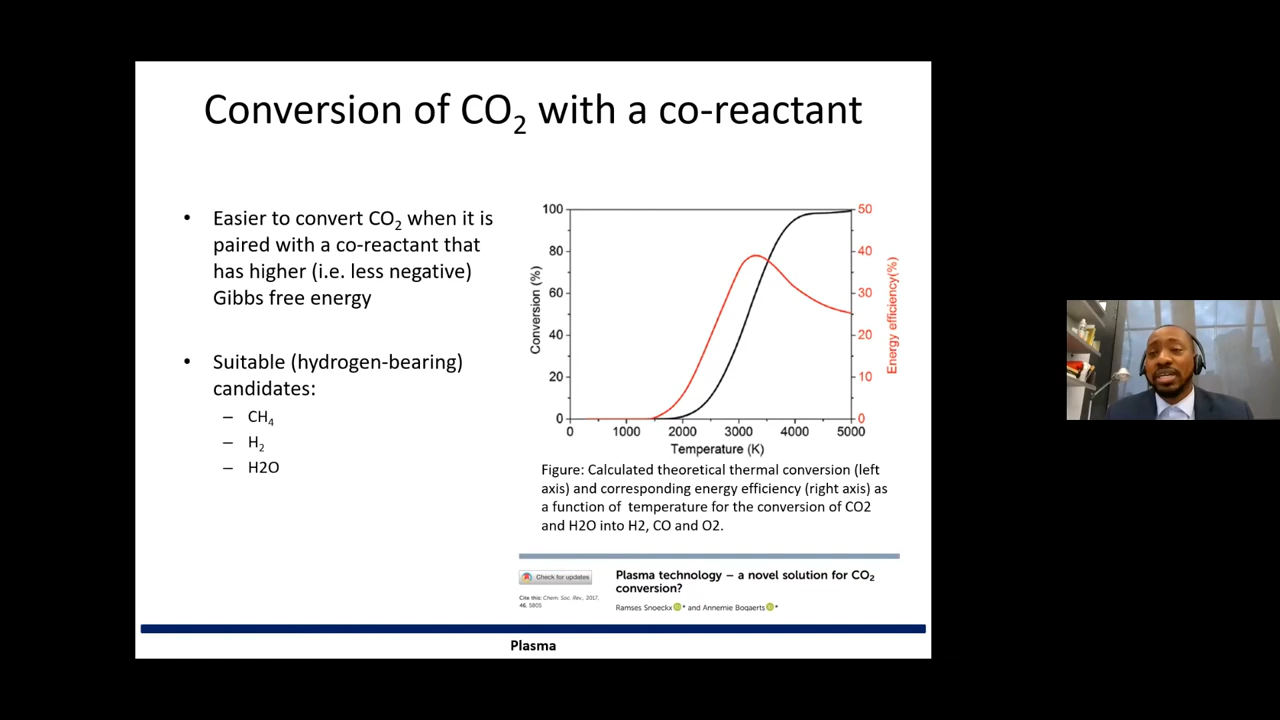 Conversion of CO2 with a co-reactant
• Easier to convert CO2 when it is
paired with a co-reactant that
has higher (i.e. less negative)
Gibbs free energy
• Suitable (hydrogen-bearing)
candidates:
– CH4
– H2
– H2O
Conversion (%)
100
80
60
40
20
0
0 1000 2000 3000 4000 5000
Temperature (K)
50
40
30
20
10
0
Energy efficiency(%)
Figure: Calculated theoretical thermal conversion (left
axis) and corresponding energy efficiency (right axis) as
a function of temperature for the conversion of CO2
and H2O into H2, CO and O2.
Check for updates
Cite this: Chem. Soc. Rev., 2017,
46, 5805
Plasma technology – a novel solution for CO2
conversion?
Ramses Snoeckx * and Annemie Bogaerts *
Plasma